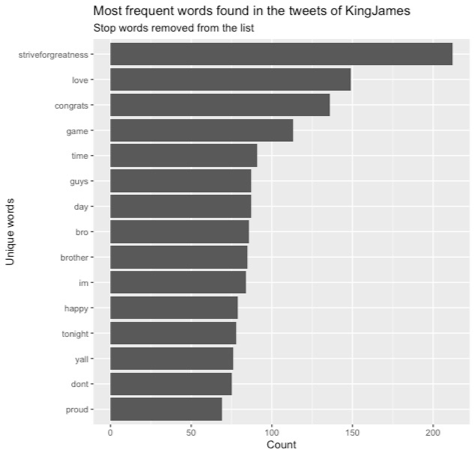 Most frequent words found in the tweets of KingJames
Stop words removed from the list
Unique words
striveforgreatness
love
congrats
game
time
guys
day
bro
brother
im
happy
tonight
yall
dont
proud
0 50 100 150 200
Count